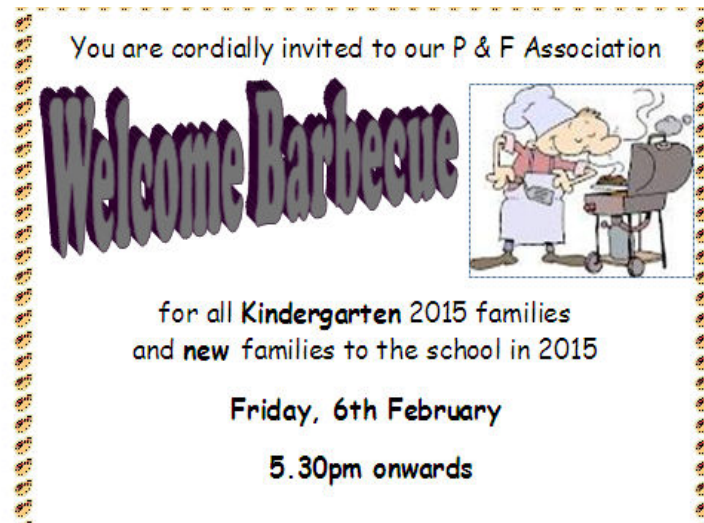 You are cordially invited to our P & F Association
Welcome Barbecue
for all Kindergarten 2015 families
and new families to the school in 2015
Friday, 6th February
5.30pm onwards